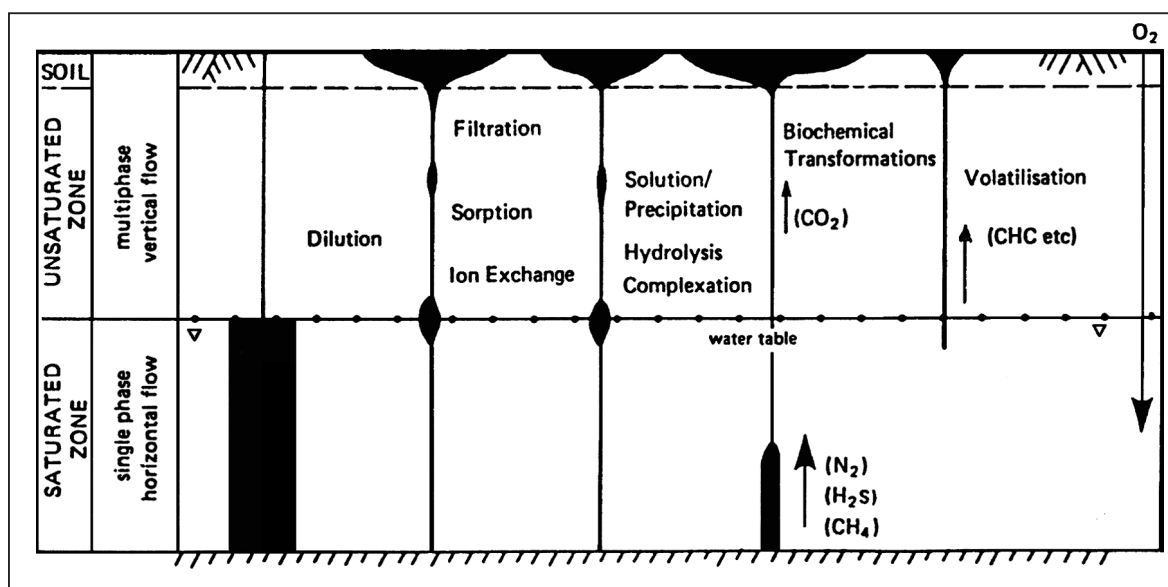 O₂
SOIL
UNSATURATED
ZONE
multiphase
vertical flow
Dilution
Filtration
Sorption
Ion Exchange
Solution/
Precipitation
Hydrolysis
Complexation
Biochemical
Transformations
(CO₂)
Volatilisation
(CHC etc)
water table
SATURATED
ZONE
single phase
horizontal flow
(N₂)
(H₂S)
(CH₄)